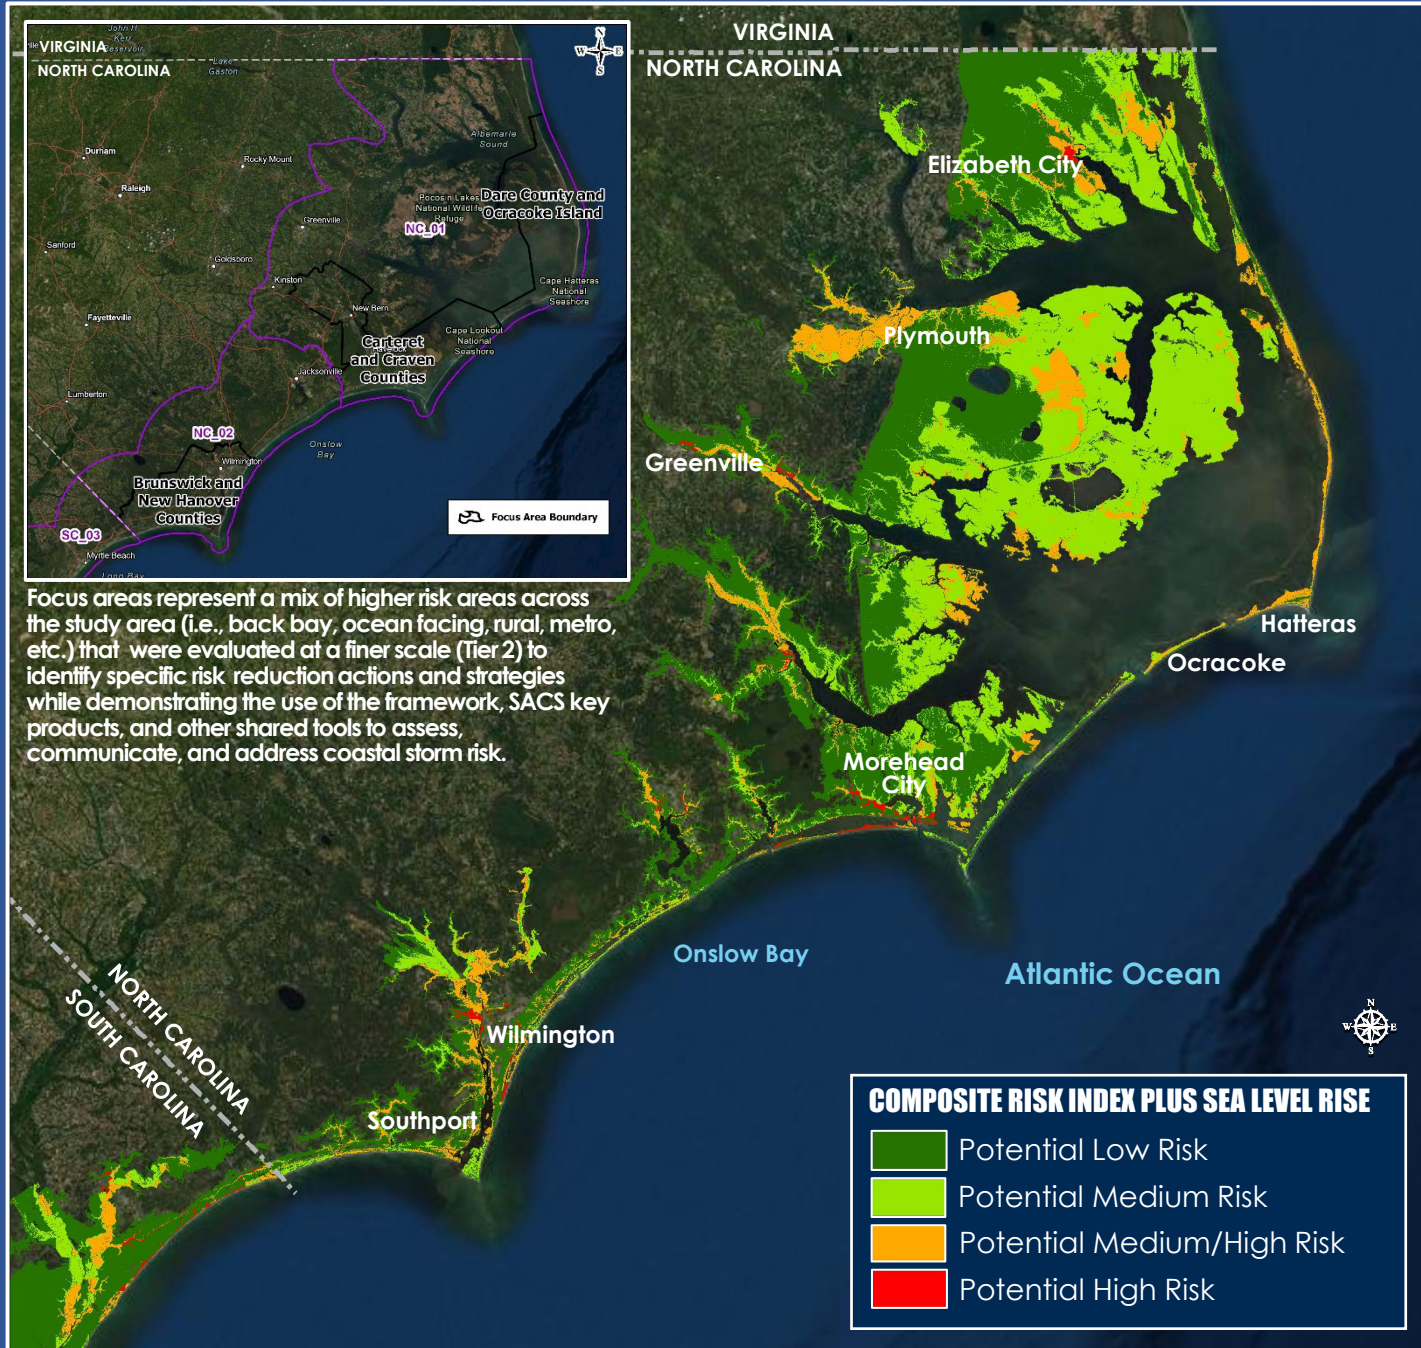 VIRGINIA
NORTH CAROLINA
John H
Kerr
Reservoir
Lake
Gaston
N
W
E
S
Albemarle
Sound
Durham
Rocky Mount
Raleigh
Pocosin Lakes
National Wildlife
Refuge
Dare County and
Ocracoke Island
Greenville
NC_01
Sanford
Goldsboro
Kinston
Cape Hatteras
National
Seashore
New Bern
Fayetteville
Cape Lookout
National
Seashore
Carteret
and Craven
Counties
Jacksonville
Lumberton
NC_02
Onslow
Bay
Wilmington
Brunswick and
New Hanover
Counties
Focus Area Boundary
SC_03
Myrtle Beach
Long Bay
Focus areas represent a mix of higher risk areas across
the study area (i.e., back bay, ocean facing, rural, metro,
etc.) that were evaluated at a finer scale (Tier 2) to
identify specific risk reduction actions and strategies
while demonstrating the use of the framework, SACS key
products, and other shared tools to assess,
communicate, and address coastal storm risk.
VIRGINIA
NORTH CAROLINA
Elizabeth City
Plymouth
Greenville
Hatteras
Ocracoke
Morehead
City
Onslow Bay
Atlantic Ocean
NORTH CAROLINA
SOUTH CAROLINA
Wilmington
Southport
N
W
E
S
COMPOSITE RISK INDEX PLUS SEA LEVEL RISE
Potential Low Risk
Potential Medium Risk
Potential Medium/High Risk
Potential High Risk